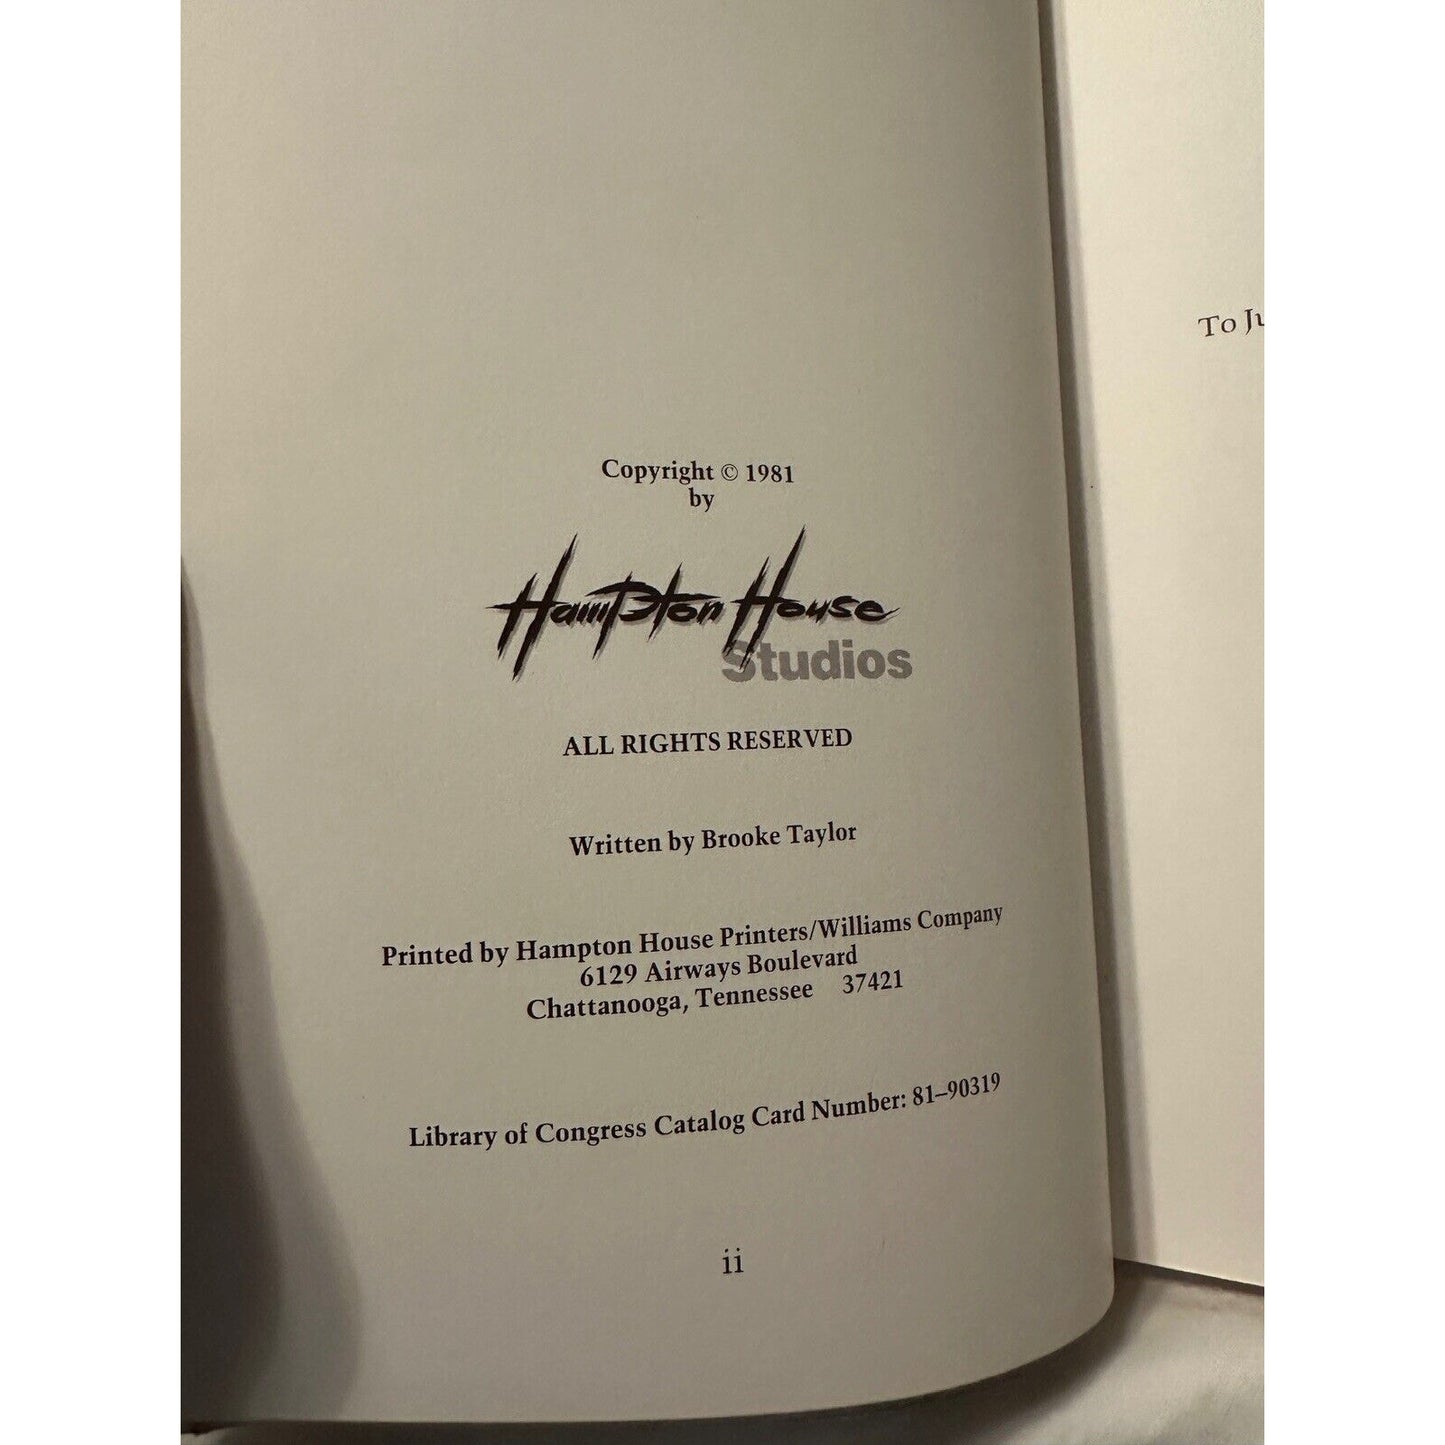 Copyright © 1981
by
Hampton House
Studios
ALL RIGHTS RESERVED
Written by Brooke Taylor
Printed by Hampton House Printers/Williams Company
6129 Airways Boulevard
Chattanooga, Tennessee 37421
Library of Congress Catalog Card Number: 81–90319
ii
To